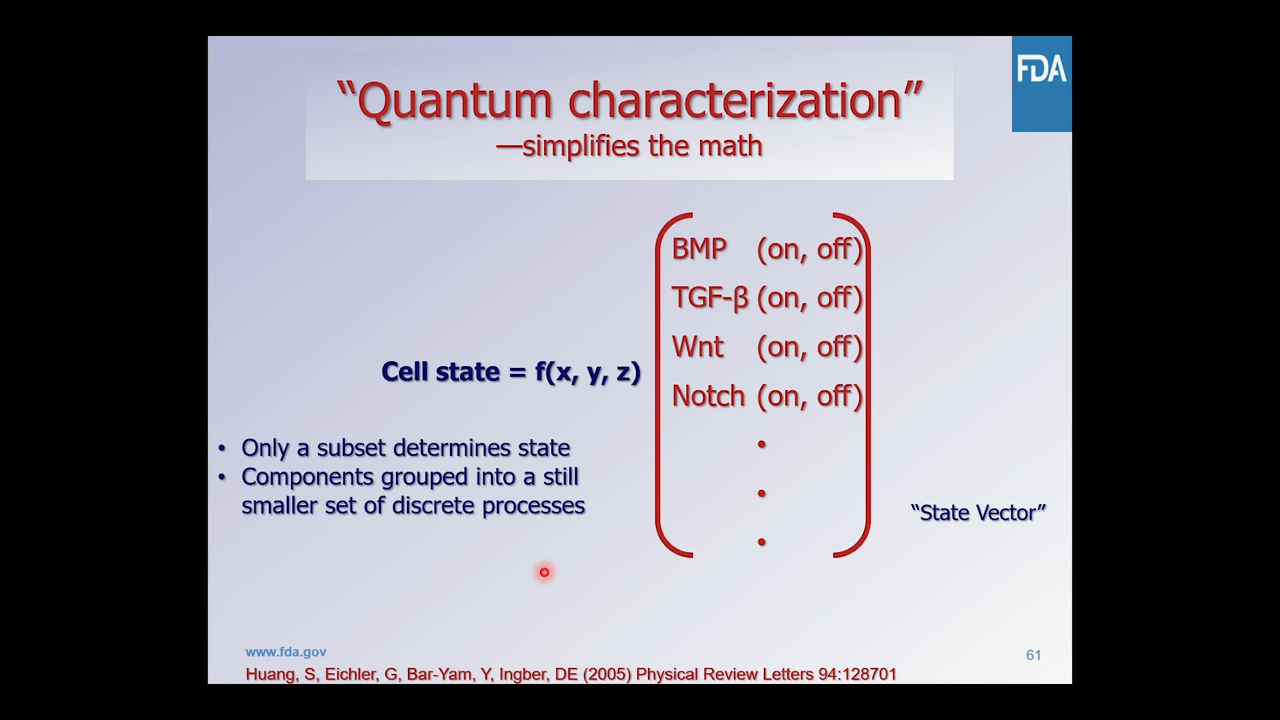 FDA
“Quantum characterization”
—simplifies the math
BMP (on, off)
TGF-β (on, off)
Wnt (on, off)
Notch (on, off)
•
•
•
Cell state = f(x, y, z)
• Only a subset determines state
• Components grouped into a still
smaller set of discrete processes
“State Vector”
www.fda.gov
61
Huang, S, Eichler, G, Bar-Yam, Y, Ingber, DE (2005) Physical Review Letters 94:128701